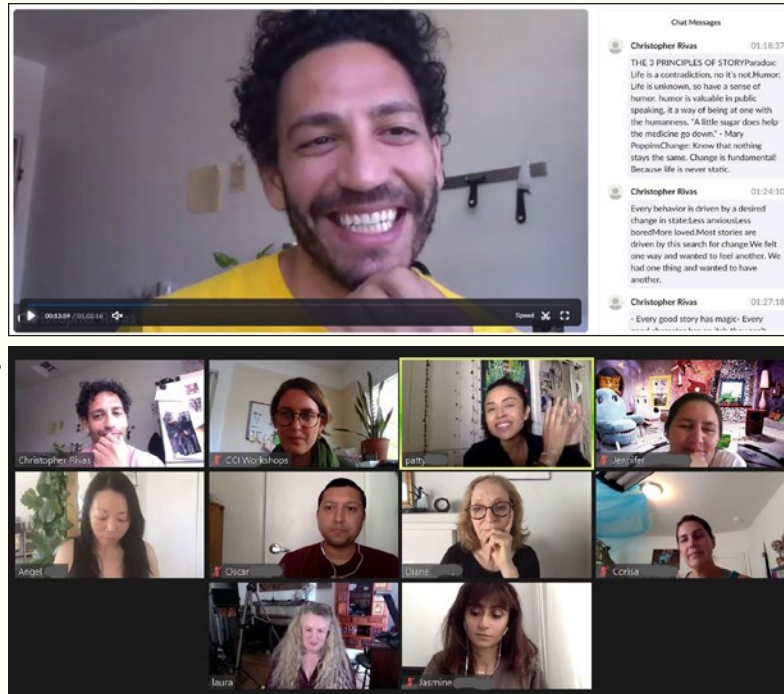 Chat Messages
Christopher Rivas 01:18:37
THE 3 PRINCIPLES OF STORYParadox:
Life is a contradiction, no it's not.Humor:
Life is unknown, so have a sense of
humor. humor is valuable in public
speaking, it a way of being at one with
the humanness. "A little sugar does help
the medicine go down." - Mary
PoppinsChange: Know that nothing
stays the same. Change is fundamental!
Because life is never static.
Christopher Rivas 01:24:10
Every behavior is driven by a desired
change in state:Less anxiousLess
boredMore loved.Most stories are
driven by this search for change.We felt
one way and wanted to feel another. We
had one thing and wanted to have
another.
Christopher Rivas 01:27:18
- Every good story has magic- Every
00:13:59 / 01:02:16
Speed
Christopher Rivas
CCI Workshops
patty
Jennifer
Angel
Oscar
Diane
Corisa
laura
Jasmine